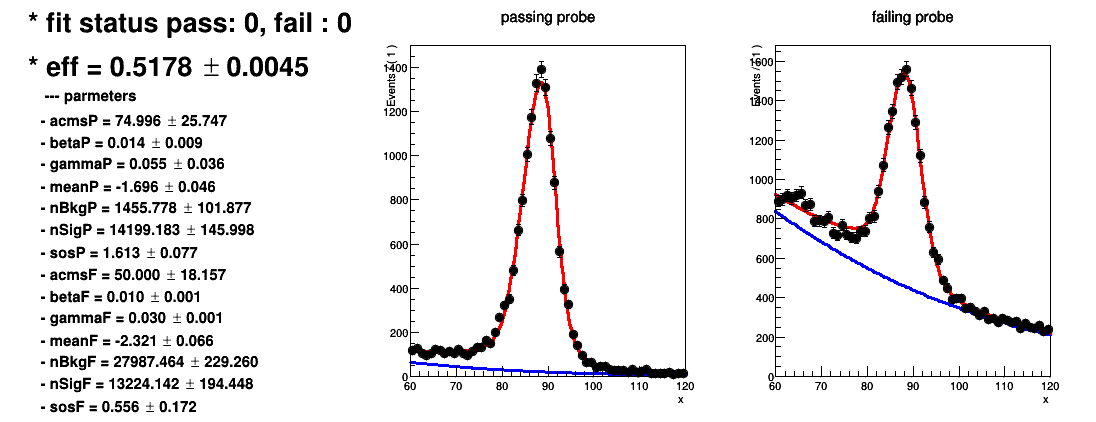 * fit status pass: 0, fail : 0
* eff = 0.5178 ± 0.0045
--- parmeters
- acmsP = 74.996 ± 25.747
- betaP = 0.014 ± 0.009
- gammaP = 0.055 ± 0.036
- meanP = -1.696 ± 0.046
- nBkgP = 1455.778 ± 101.877
- nSigP = 14199.183 ± 145.998
- sosP = 1.613 ± 0.077
- acmsF = 50.000 ± 18.157
- betaF = 0.010 ± 0.001
- gammaF = 0.030 ± 0.001
- meanF = -2.321 ± 0.066
- nBkgF = 27987.464 ± 229.260
- nSigF = 13224.142 ± 194.448
- sosF = 0.556 ± 0.172
passing probe
Events / ( 1 )
1400
1200
1000
800
600
400
200
0
60 70 80 90 100 110 120
x
failing probe
Events / ( 1 )
1600
1400
1200
1000
800
600
400
200
0
60 70 80 90 100 110 120
x